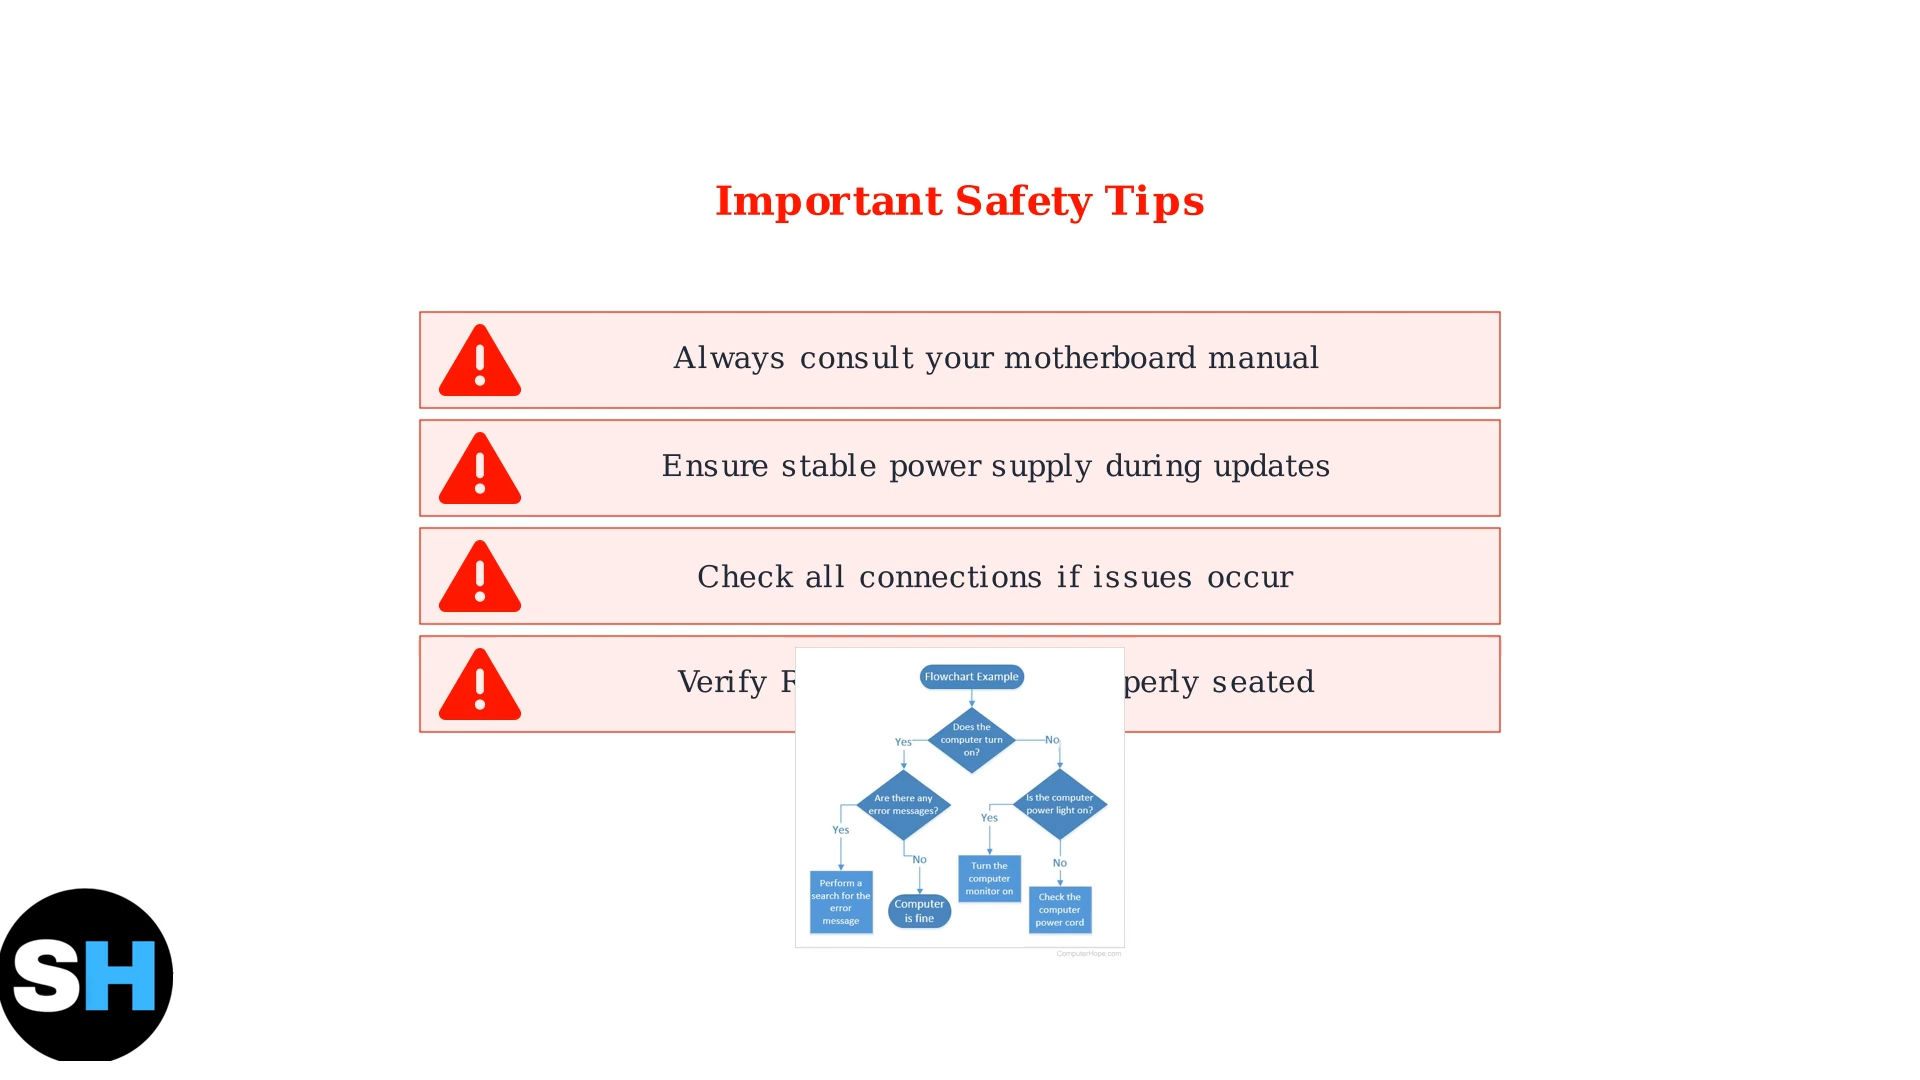 Important Safety Tips
Always consult your motherboard manual
Ensure stable power supply during updates
Check all connections if issues occur
Verify perly seated
Flowchart Example
Does the
computer turn
on?
Yes
No
Are there any
error messages?
Is the computer
power light on?
Yes
Yes
No
No
Turn the
computer
monitor on
Perform a
search for the
error
message
Computer
is fine
Check the
computer
power cord
ComputerHope.com
SH